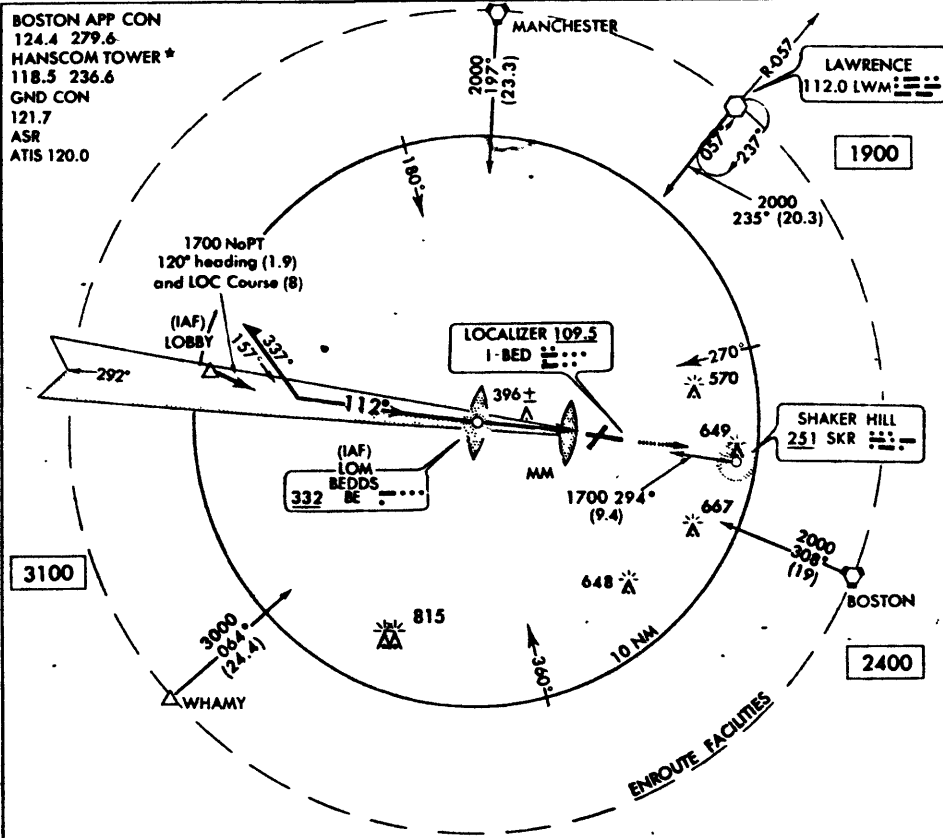 BOSTON APP CON
124.4 279.6
HANSCOM TOWER *
118.5 236.6
GND CON
121.7
ASR
ATIS 120.0
MANCHESTER
2000
197°
(23.3)
R-057
LAWRENCE
112.0 LWM
057°
237°
1900
2000
235° (20.3)
180°
1700 NoPT
120° heading (1.9)
and LOC Course (8)
(IAF)
LOBBY
337°
157°
292°
112°
LOCALIZER 109.5
I-BED
396±
270°
570
649
SHAKER HILL
251 SKR
(IAF)
LOM
BEDDS
332 BE
MM
1700 294°
(9.4)
667
2000
308°
(19)
BOSTON
3100
648
815
3000
064°
(24.4)
WHAMY
360°
10 NM
2400
ENROUTE FACILITIES